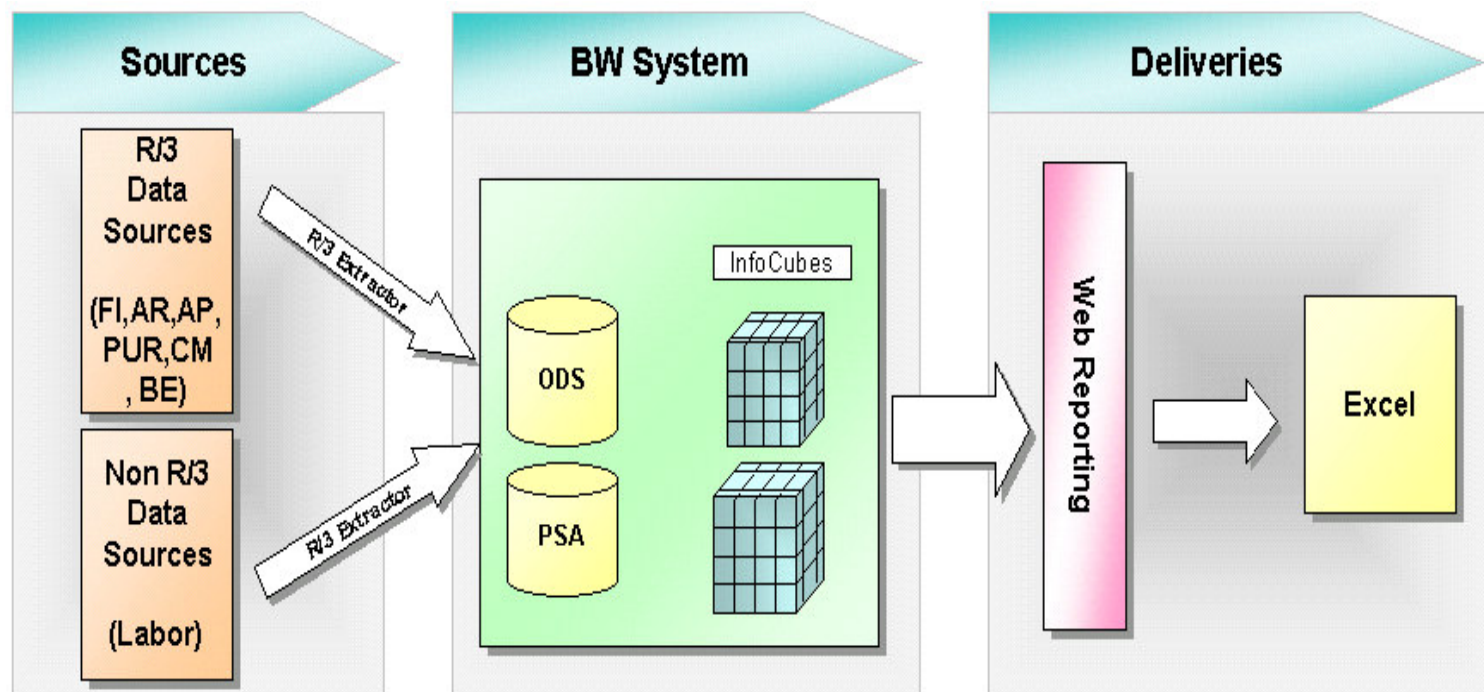 Sources
BW System
Deliveries
R/3
Data
Sources
(FI,AR,AP,
PUR,CM
, BE)
Non R/3
Data
Sources
(Labor)
R/3 Extractor
R/3 Extractor
InfoCubes
ODS
PSA
Web Reporting
Excel